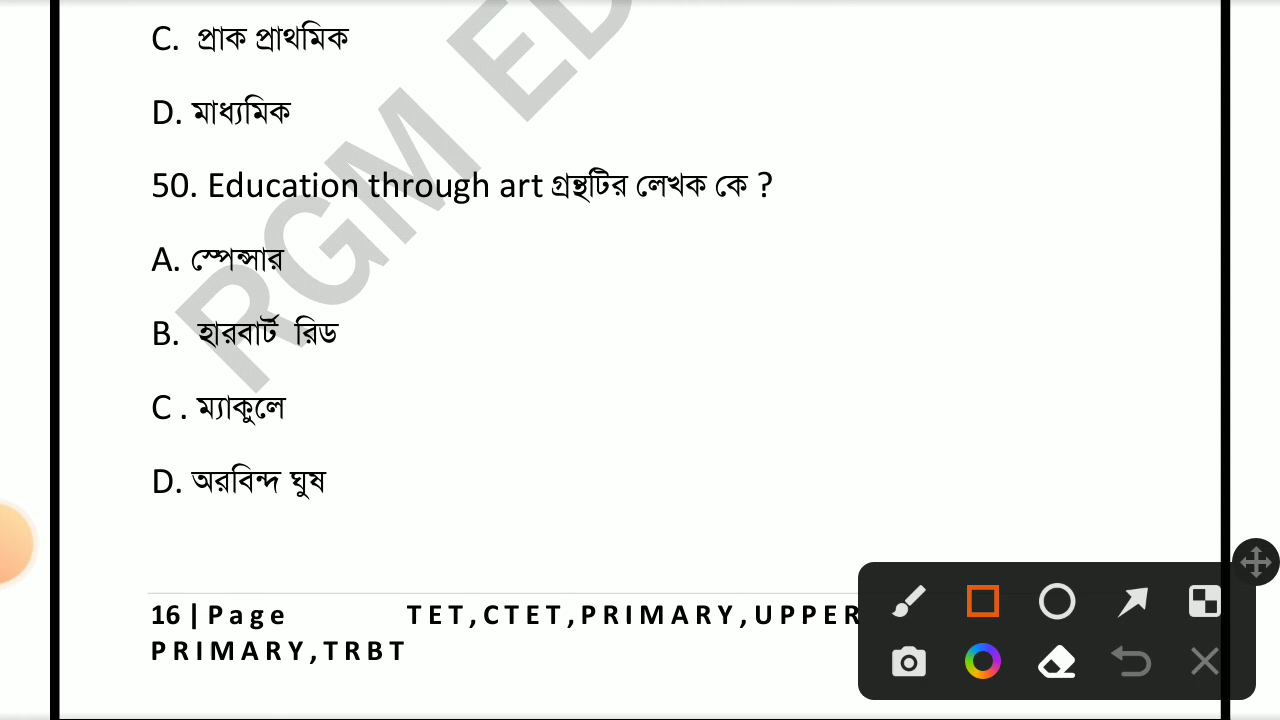 C. প্রাক প্রাথমিক
D. মাধ্যমিক
50. Education through art গ্রন্থটির লেখক কে ?
A. স্পেন্সার
B. হারবার্ট রিড
C . ম্যাকুলে
D. অরবিন্দ ঘুষ
RGM ED
16 | Page TET,CTET,PRIMARY,UPPER
PRIMARY,TRBT